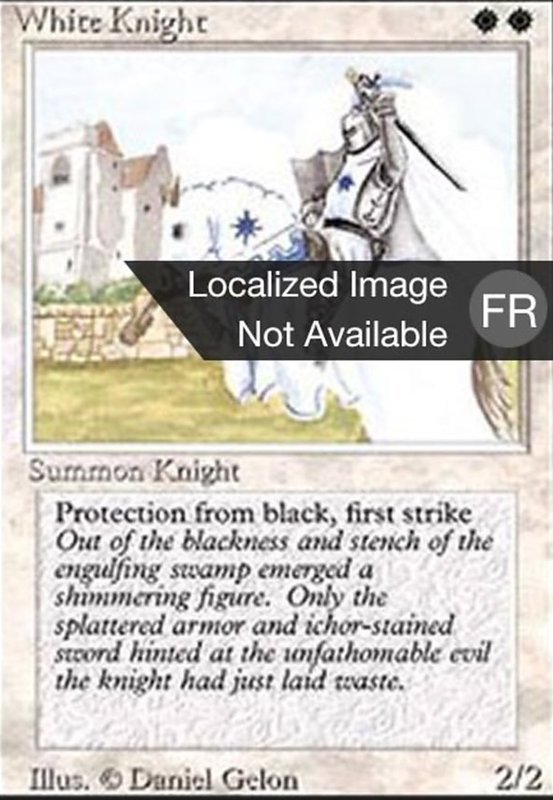 White Knight
Localized Image
Not Available
FR
Summon Knight
Protection from black, first strike
Out of the blackness and stench of the
engulfing swamp emerged a
shimmering figure. Only the
splattered armor and ichor-stained
sword hinted at the unfathomable evil
the knight had just laid waste.
Illus. © Daniel Gelon
2/2